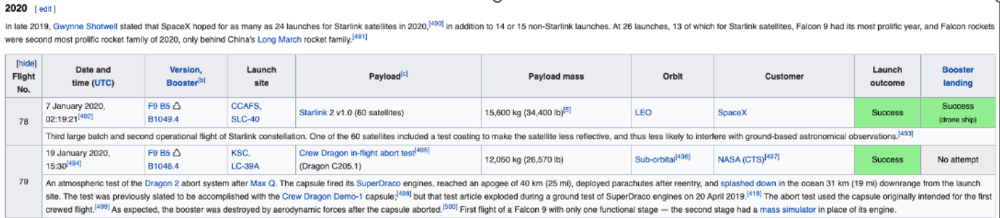 2020 [ edit ]
In late 2019, Gwynne Shotwell stated that SpaceX hoped for as many as 24 launches for Starlink satellites in 2020,[490] in addition to 14 or 15 non-Starlink launches. At 26 launches, 13 of which for Starlink satellites, Falcon 9 had its most prolific year, and Falcon rockets
were second most prolific rocket family of 2020, only behind China's Long March rocket family.[491]
[hide]
Flight
No.
Date and
time (UTC)
Version,
Booster[b]
Launch
site
Payload[c]
Payload mass
Orbit
Customer
Launch
outcome
Booster
landing
78
7 January 2020,
02:19:21[492]
F9 B5 ♺
B1049.4
CCAFS,
SLC-40
Starlink 2 v1.0 (60 satellites)
15,600 kg (34,400 lb)[5]
LEO
SpaceX
Success
Success
(drone ship)
Third large batch and second operational flight of Starlink constellation. One of the 60 satellites included a test coating to make the satellite less reflective, and thus less likely to interfere with ground-based astronomical observations.[493]
79
19 January 2020,
15:30[494]
F9 B5 ♺
B1046.4
KSC,
LC-39A
Crew Dragon in-flight abort test[495]
(Dragon C205.1)
12,050 kg (26,570 lb)
Sub-orbital[496]
NASA (CTS)[497]
Success
No attempt
An atmospheric test of the Dragon 2 abort system after Max Q. The capsule fired its SuperDraco engines, reached an apogee of 40 km (25 mi), deployed parachutes after reentry, and splashed down in the ocean 31 km (19 mi) downrange from the launch
site. The test was previously slated to be accomplished with the Crew Dragon Demo-1 capsule;[498] but that test article exploded during a ground test of SuperDraco engines on 20 April 2019.[419] The abort test used the capsule originally intended for the first
crewed flight.[499] As expected, the booster was destroyed by aerodynamic forces after the capsule aborted.[500] First flight of a Falcon 9 with only one functional stage — the second stage had a mass simulator in place of its engine.